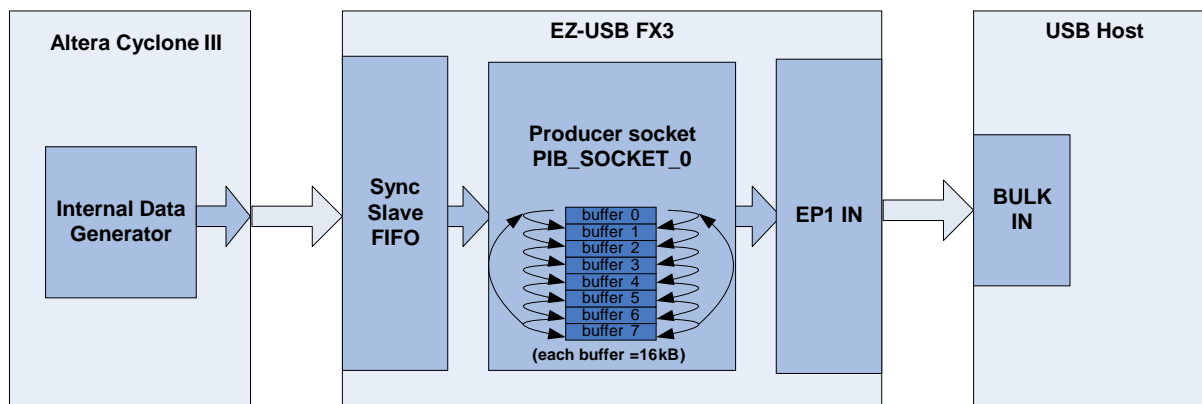 Altera Cyclone III
Internal Data
Generator
EZ-USB FX3
Sync
Slave
FIFO
Producer socket
PIB_SOCKET_0
buffer 0
buffer 1
buffer 2
buffer 3
buffer 4
buffer 5
buffer 6
buffer 7
(each buffer =16kB)
EP1 IN
USB Host
BULK
IN